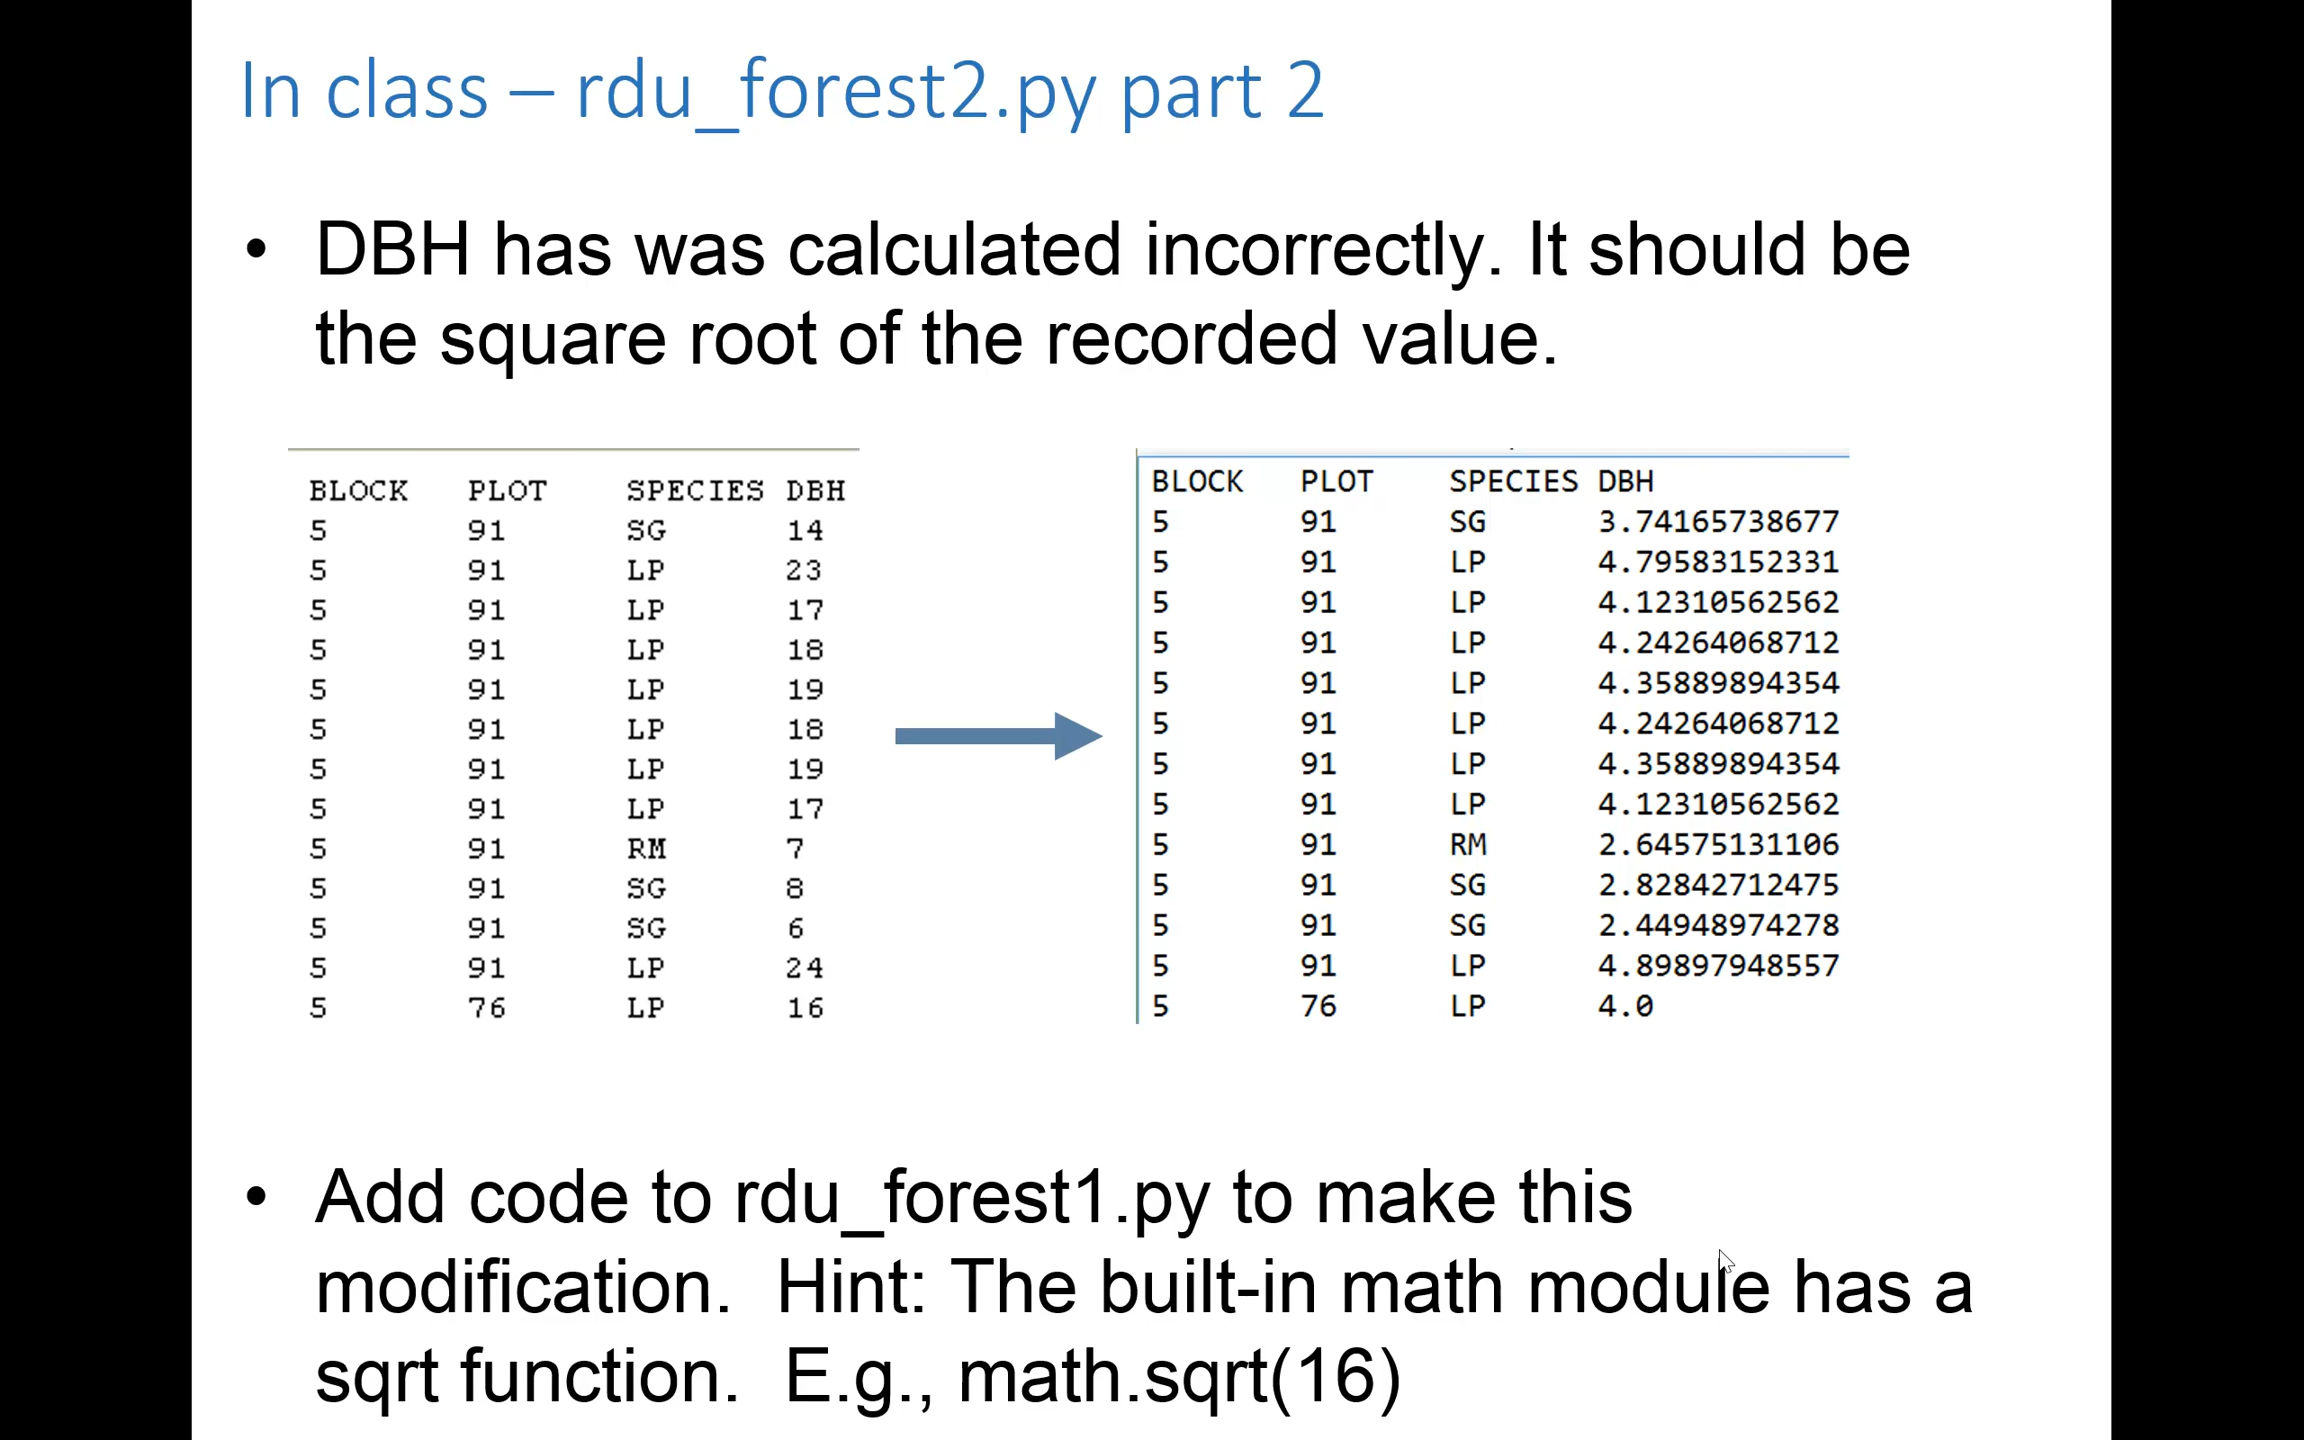 In class – rdu_forest2.py part 2
• DBH has was calculated incorrectly. It should be
the square root of the recorded value.
BLOCK PLOT SPECIES DBH
5 91 SG 14
5 91 LP 23
5 91 LP 17
5 91 LP 18
5 91 LP 19
5 91 LP 18
5 91 LP 19
5 91 LP 17
5 91 RM 7
5 91 SG 8
5 91 SG 6
5 91 LP 24
5 76 LP 16
BLOCK PLOT SPECIES DBH
5 91 SG 3.74165738677
5 91 LP 4.79583152331
5 91 LP 4.12310562562
5 91 LP 4.24264068712
5 91 LP 4.35889894354
5 91 LP 4.24264068712
5 91 LP 4.35889894354
5 91 LP 4.12310562562
5 91 RM 2.64575131106
5 91 SG 2.82842712475
5 91 SG 2.44948974278
5 91 LP 4.89897948557
5 76 LP 4.0
• Add code to rdu_forest1.py to make this
modification. Hint: The built-in math module has a
sqrt function. E.g., math.sqrt(16)